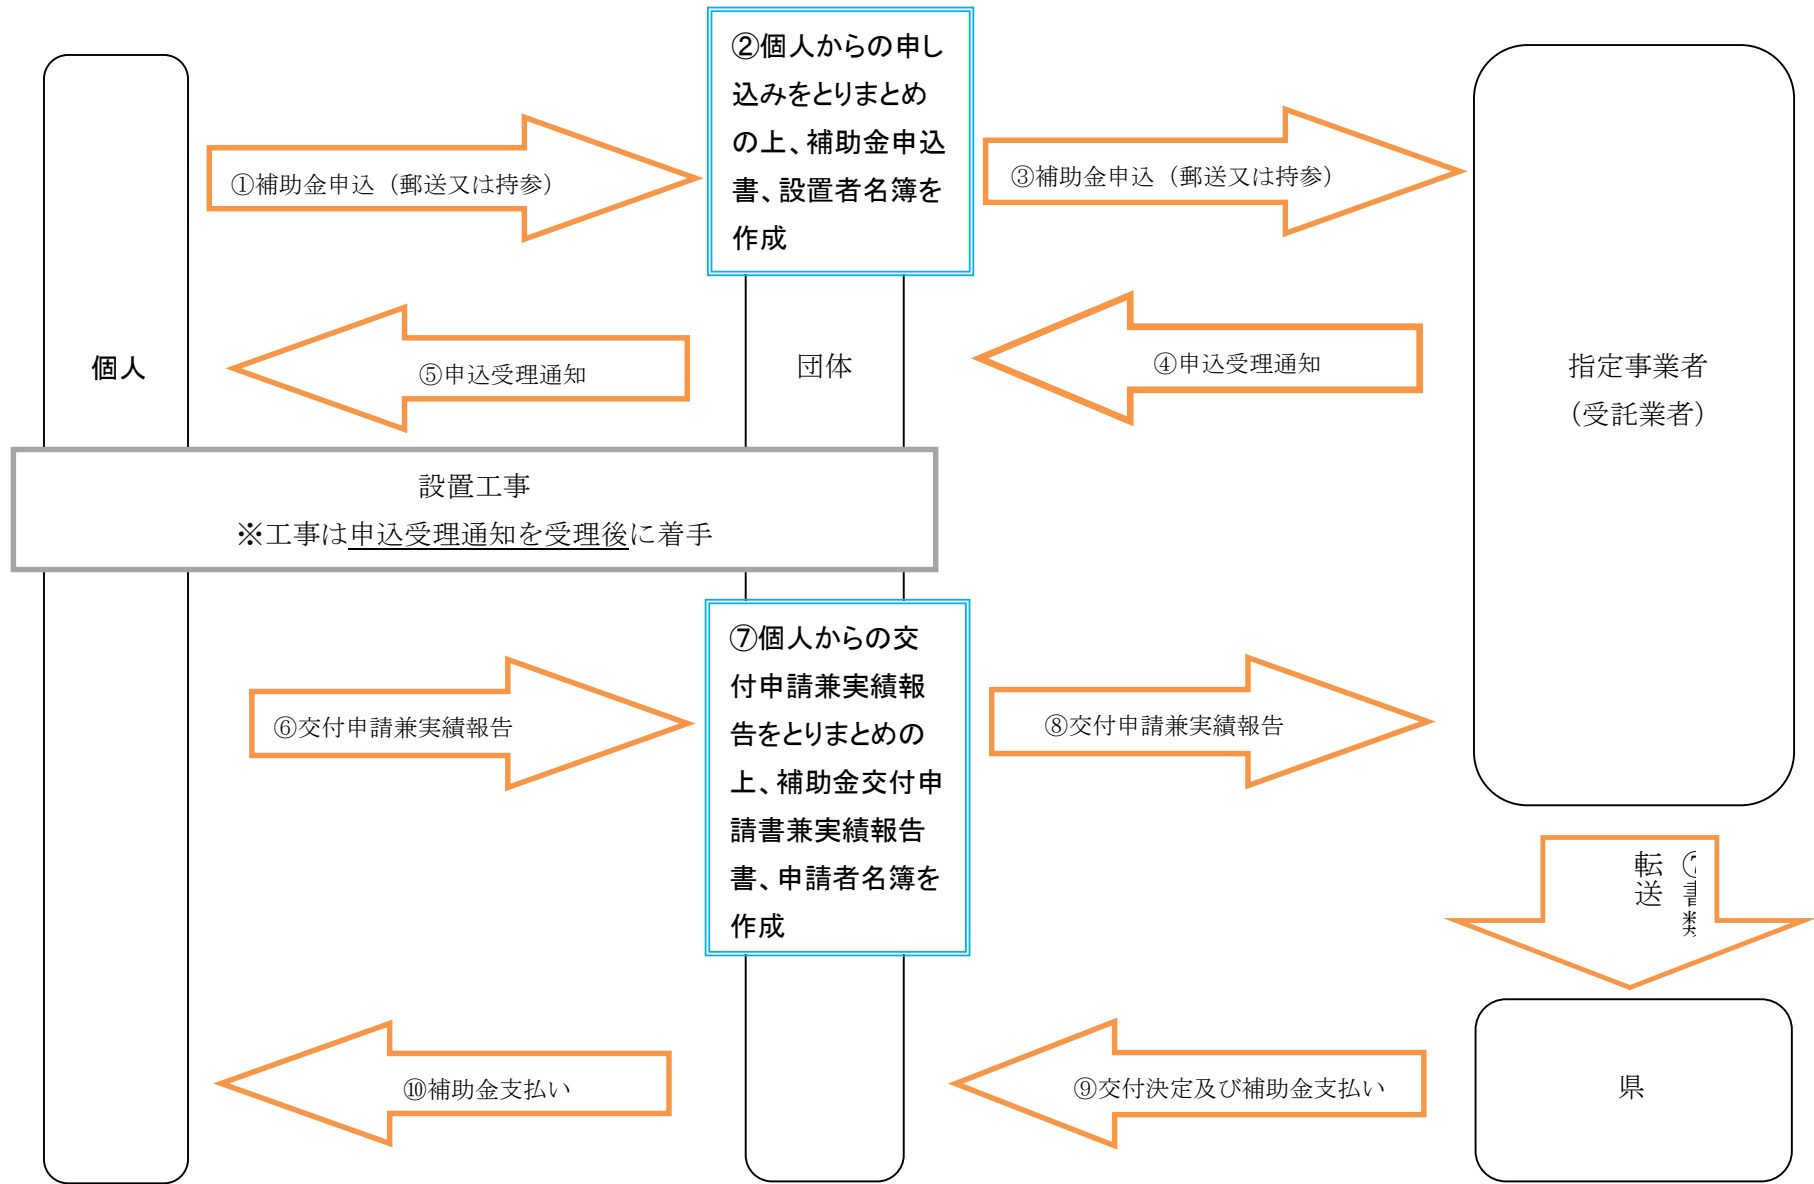 ②個人からの申し
込みをとりまとめ
の上、補助金申込
書、設置者名簿を
作成
①補助金申込（郵送又は持参）
③補助金申込（郵送又は持参）
個人
⑤申込受理通知
団体
④申込受理通知
指定事業者
（受託業者）
設置工事
※工事は申込受理通知を受理後に着手
⑦個人からの交
付申請兼実績報
告をとりまとめの
上、補助金交付申
請書兼実績報告
書、申請者名簿を
作成
⑥交付申請兼実績報告
⑧交付申請兼実績報告
書類
転送
⑩補助金支払い
⑨交付決定及び補助金支払い
県